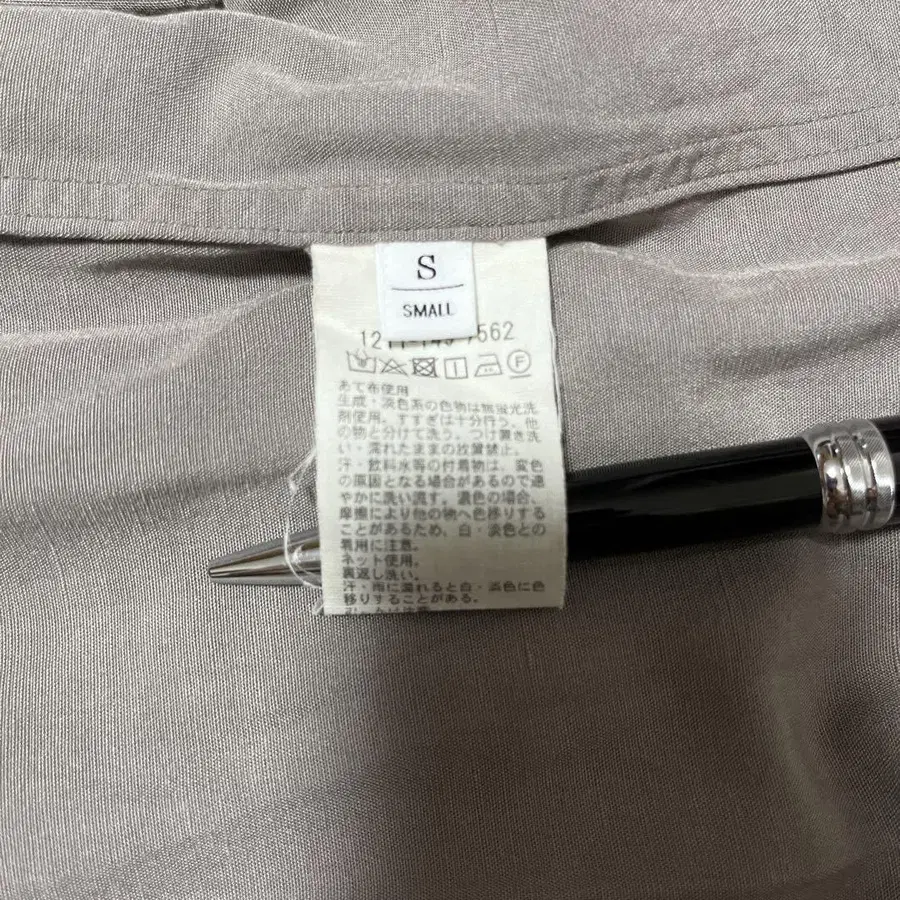 S
SMALL
7562
F
あて布使用
生成・淡色系の色物は無蛍光洗
剤使用。すすぎは十分行う、他
の物と分けて洗う。つけ置き洗
い・濡れたままの放置禁止。
汗・飲料水等の付着物は、変色
の原因となる場合があるので速
やかに洗い流す。濃色の場合、
摩擦により他の物へ色移りする
ことがあるため、白・淡色との
着用に注意。
ネット使用。
裏返し洗い。
汗・雨に濡れると白・淡色に色
移りすることがある。